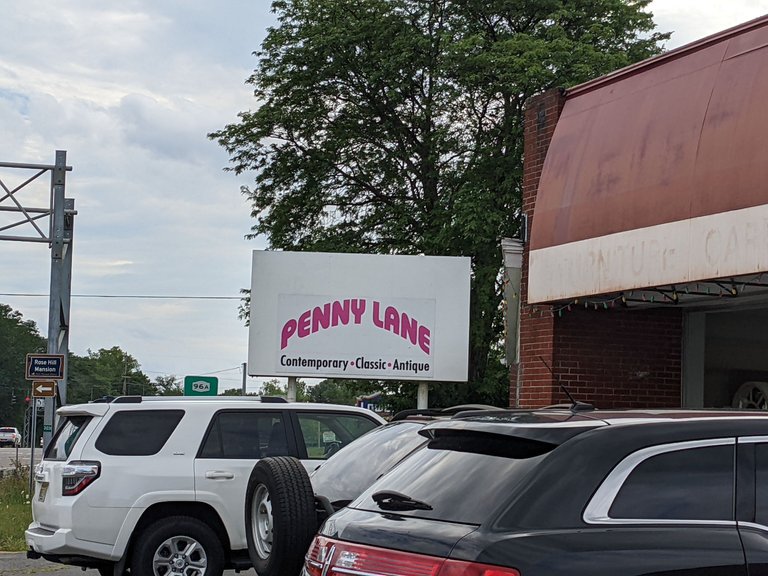 PENNY LANE
Contemporary • Classic • Antique
Rose Hill
Mansion
96A